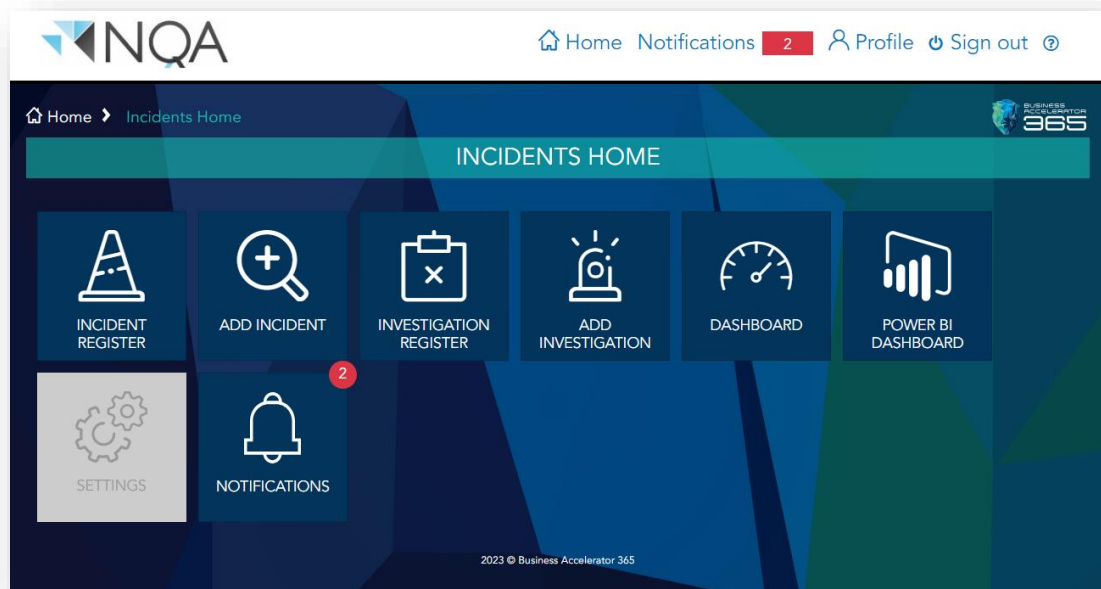 NQA
Home Notifications 2 Profile Sign out ?
Home > Incidents Home
BUSINESS
ACCELERATOR
365
INCIDENTS HOME
INCIDENT
REGISTER
ADD INCIDENT
INVESTIGATION
REGISTER
ADD
INVESTIGATION
DASHBOARD
POWER BI
DASHBOARD
SETTINGS
2
NOTIFICATIONS
2023 © Business Accelerator 365